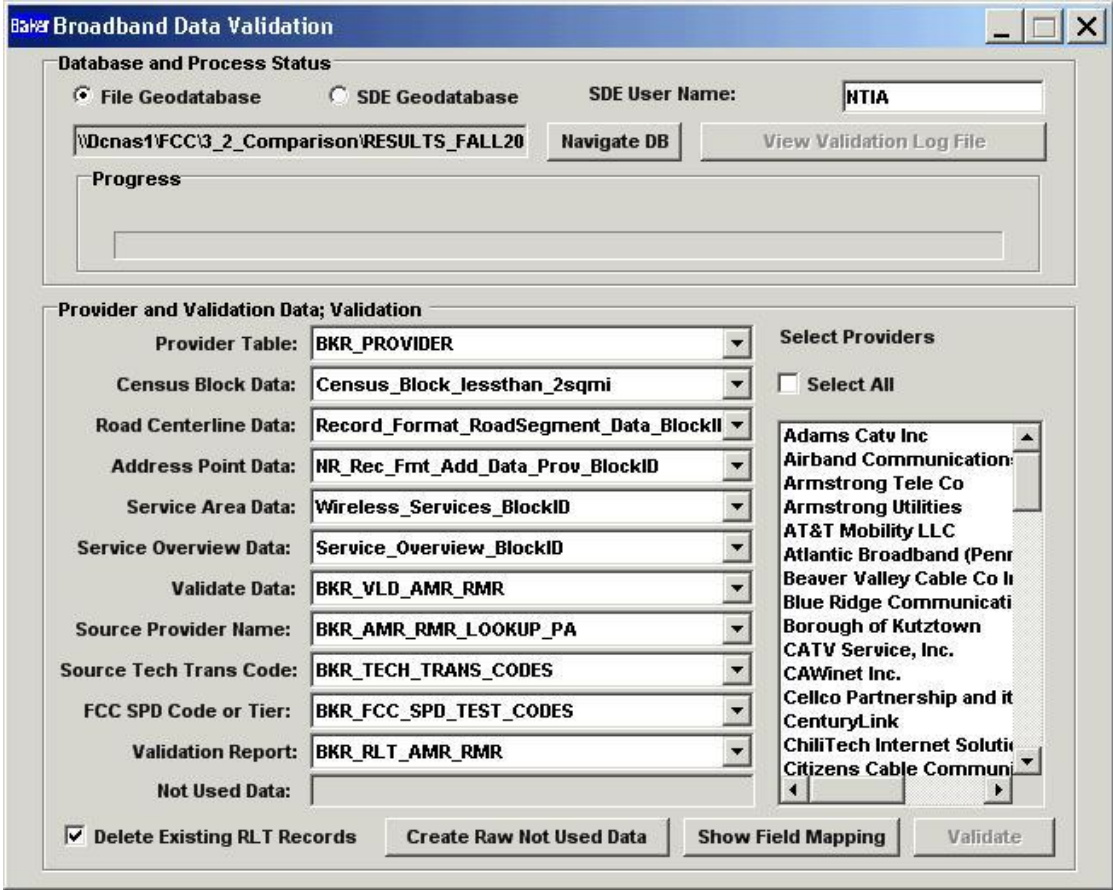 Baker Broadband Data Validation
Database and Process Status
File Geodatabase SDE Geodatabase SDE User Name: NTIA
\\Dcnas1\FCC\3_2_Comparison\RESULTS_FALL20 Navigate DB View Validation Log File
Progress
Provider and Validation Data; Validation
Provider Table: BKR_PROVIDER
Census Block Data: Census_Block_lessthan_2sqmi
Road Centerline Data: Record_Format_RoadSegment_Data_BlockII
Address Point Data: NR_Rec_Frmt_Add_Data_Prov_BlockID
Service Area Data: Wireless_Services_BlockID
Service Overview Data: Service_Overview_BlockID
Validate Data: BKR_VLD_AMR_RMR
Source Provider Name: BKR_AMR_RMR_LOOKUP_PA
Source Tech Trans Code: BKR_TECH_TRANS_CODES
FCC SPD Code or Tier: BKR_FCC_SPD_TEST_CODES
Validation Report: BKR_RLT_AMR_RMR
Not Used Data:
Select Providers
Select All
Adams Catv Inc
Airband Communication
Armstrong Tele Co
Armstrong Utilities
AT&T Mobility LLC
Atlantic Broadband (Penn
Beaver Valley Cable Co I
Blue Ridge Communicati
Borough of Kutztown
CATV Service, Inc.
CAWinet Inc.
Cellco Partnership and it
CenturyLink
ChiliTech Internet Soluti
Citizens Cable Communi
Delete Existing RLT Records Create Raw Not Used Data Show Field Mapping Validate